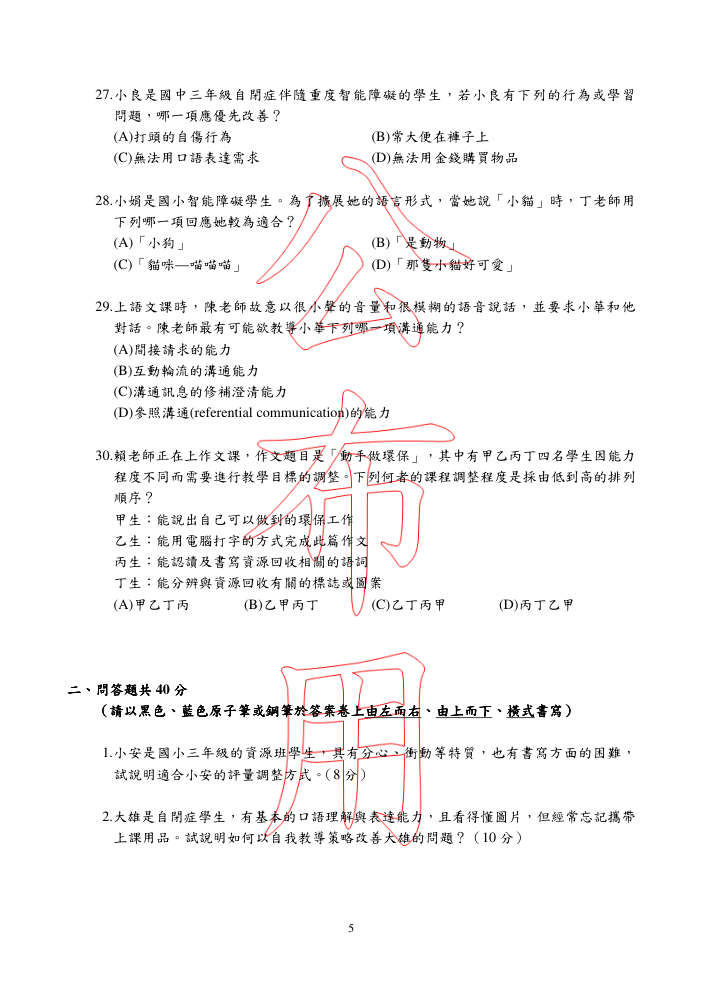 27.小良是國中三年級自閉症伴隨重度智能障礙的學生，若小良有下列的行為或學習
問題，哪一項應優先改善？
(A)打頭的自傷行為 (B)常大便在褲子上
(C)無法用口語表達需求 (D)無法用金錢購買物品
28.小娟是國小智能障礙學生。為了擴展她的語言形式，當她說「小貓」時，丁老師用
下列哪一項回應她較為適合？
(A)「小狗」 (B)「是動物」
(C)「貓咪—喵喵喵」 (D)「那隻小貓好可愛」
29.上語文課時，陳老師故意以很小聲的音量和很模糊的語音說話，並要求小華和他
對話。陳老師最有可能欲教導小華下列哪一項溝通能力？
(A)間接請求的能力
(B)互動輪流的溝通能力
(C)溝通訊息的修補澄清能力
(D)參照溝通(referential communication)的能力
30.賴老師正在上作文課，作文題目是「動手做環保」，其中有甲乙丙丁四名學生因能力
程度不同而需要進行教學目標的調整。下列何者的課程調整程度是採由低到高的排列
順序？
甲生：能說出自己可以做到的環保工作
乙生：能用電腦打字的方式完成此篇作文
丙生：能認讀及書寫資源回收相關的語詞
丁生：能分辨與資源回收有關的標誌或圖案
(A)甲乙丁丙 (B)乙甲丙丁 (C)乙丁丙甲 (D)丙丁乙甲
二、問答題共 40 分
（請以黑色、藍色原子筆或鋼筆於答案卷上由左而右、由上而下、橫式書寫）
1.小安是國小三年級的資源班學生，具有分心、衝動等特質，也有書寫方面的困難，
試說明適合小安的評量調整方式。（8 分）
2.大雄是自閉症學生，有基本的口語理解與表達能力，且看得懂圖片，但經常忘記攜帶
上課用品。試說明如何以自我教導策略改善大雄的問題？（10 分）
5
公布用